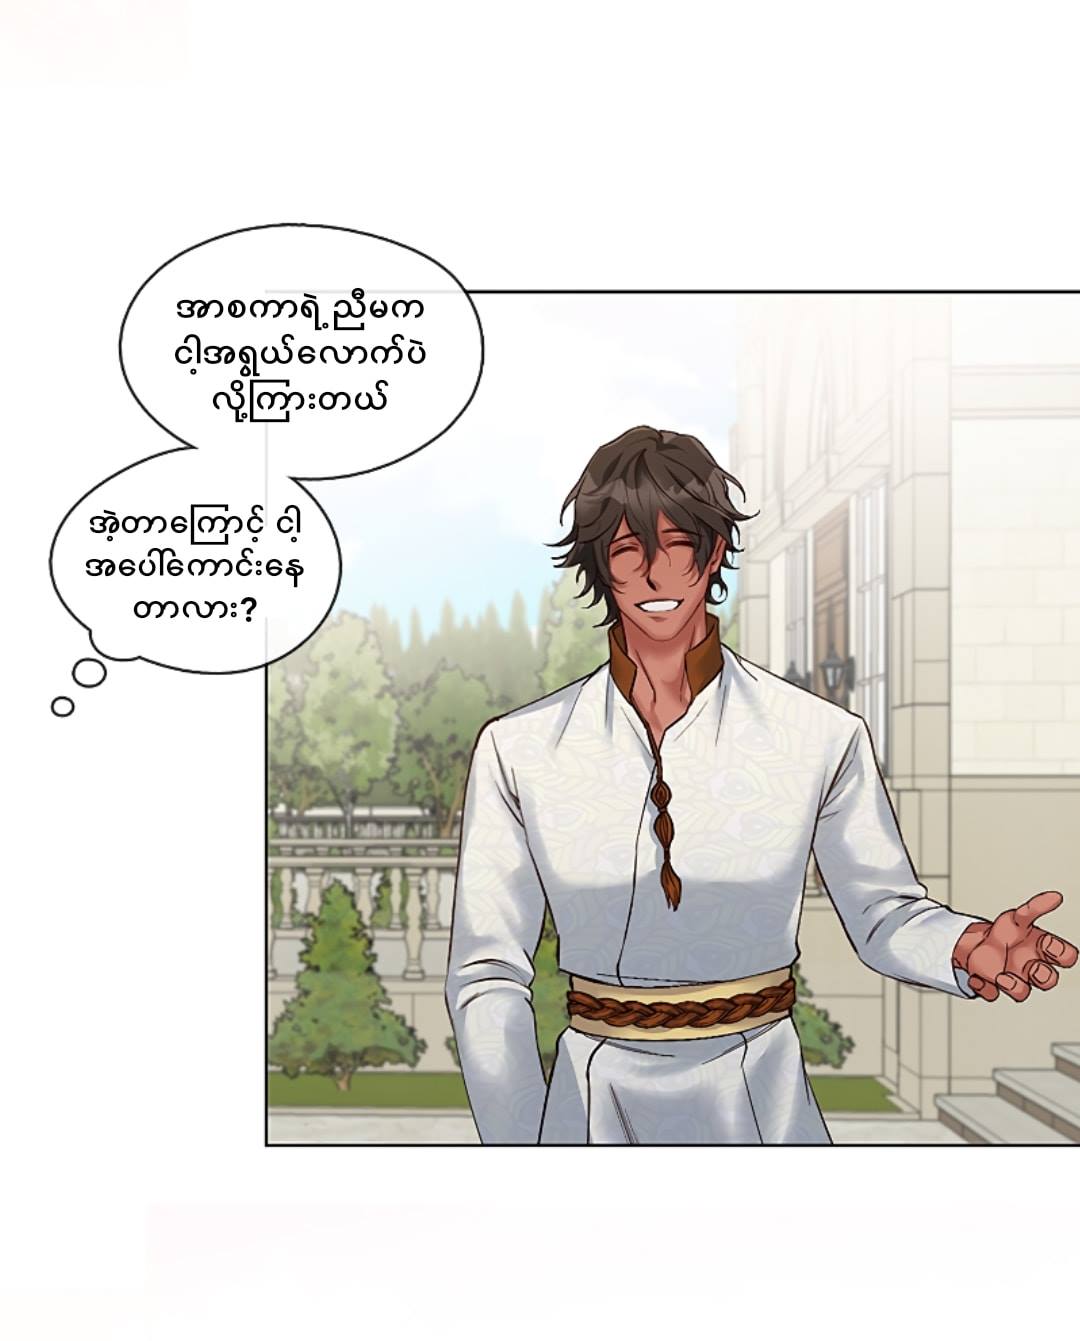 အာစကာရဲ့ညီမက
ငါ့အရွယ်လောက်ပဲ
လို့ကြားတယ်
အဲ့တာကြောင့် ငါ့
အပေါ်ကောင်းနေ
တာလား?